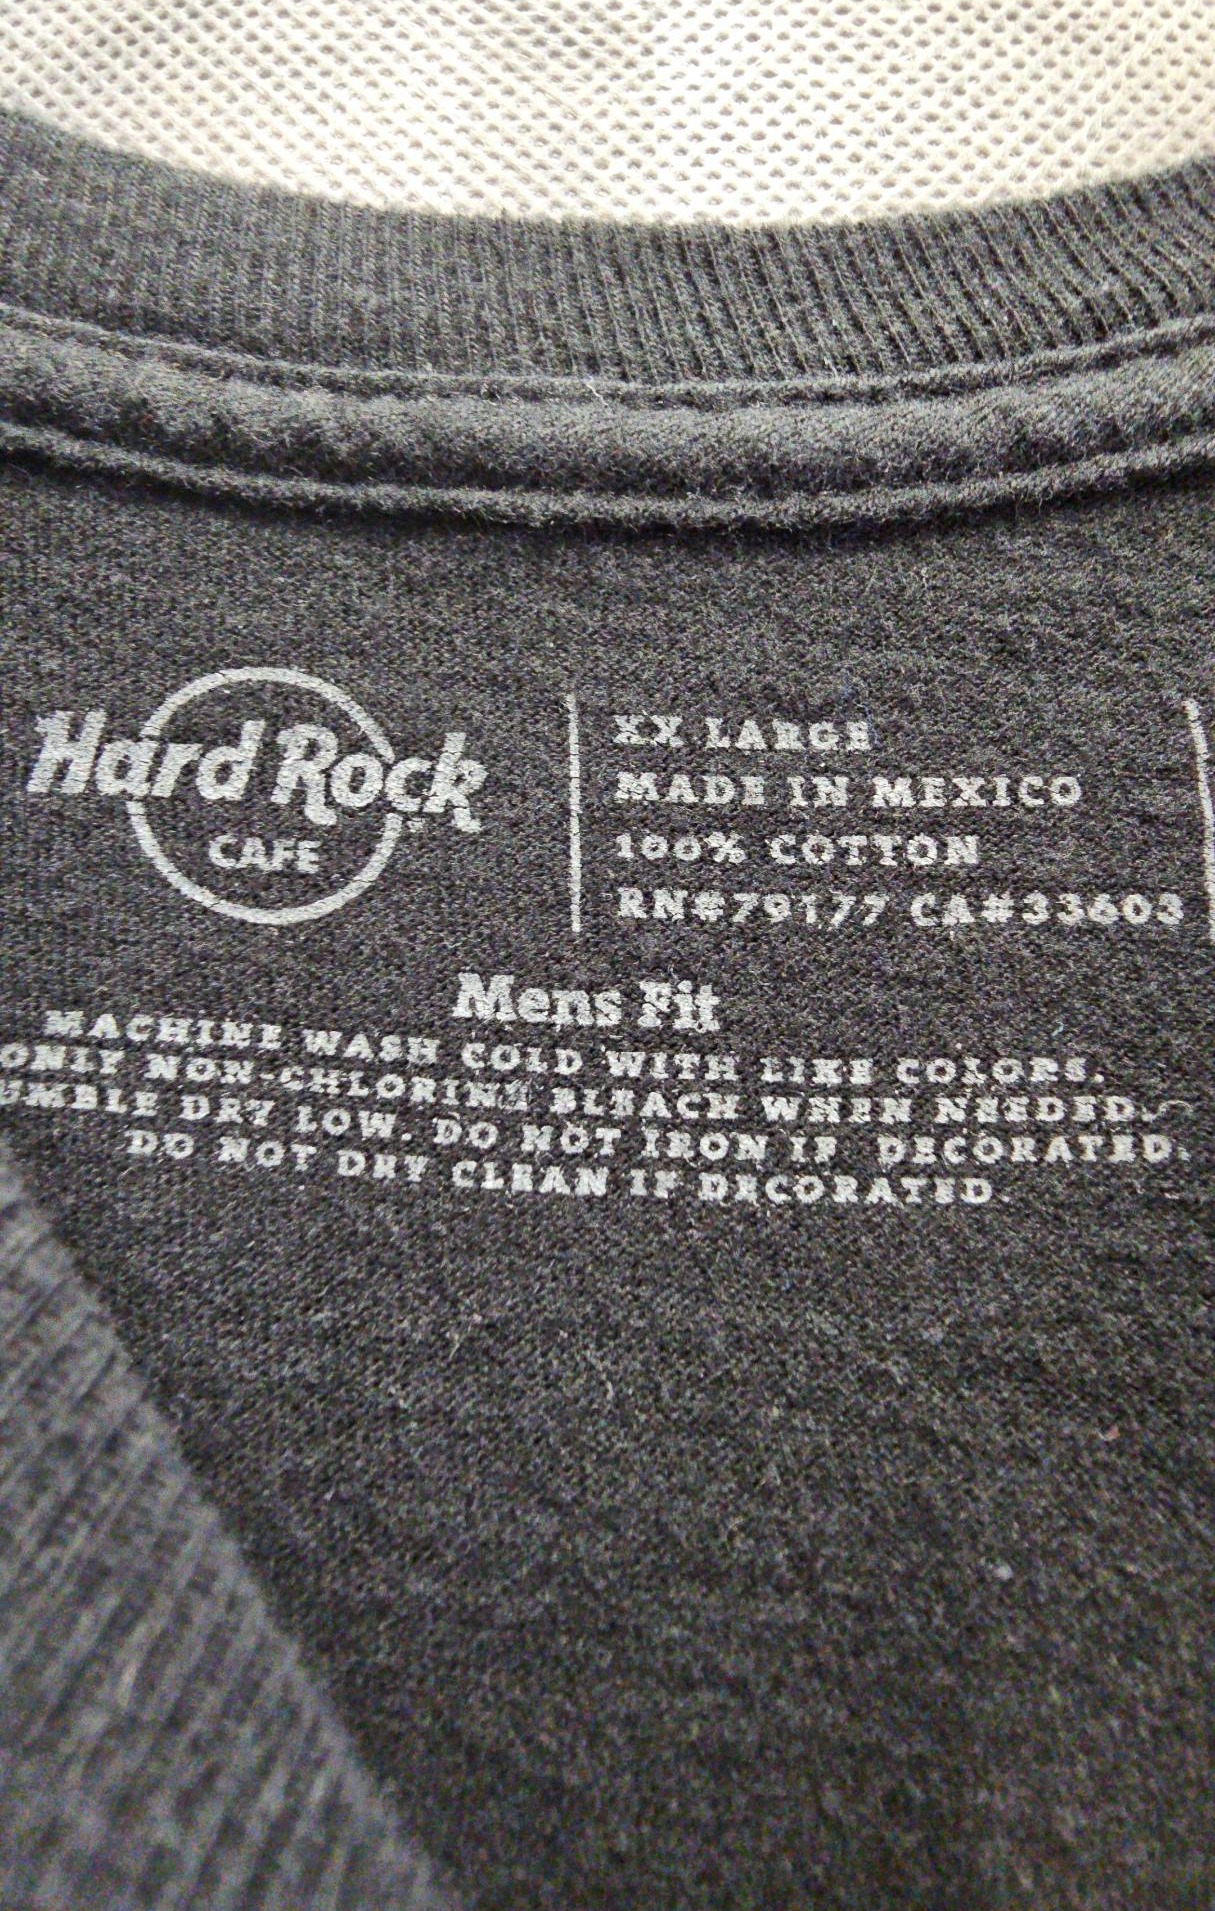 Hard Rock
CAFE
XX LARGE
MADE IN MEXICO
100% COTTON
RN#79177 CA#33603
Mens Fit
MACHINE WASH COLD WITH LIKE COLORS.
ONLY NON-CHLORINE BLEACH WHEN NEEDED.
UMBLE DRY LOW. DO NOT IRON IF DECORATED.
DO NOT DRY CLEAN IF DECORATED.